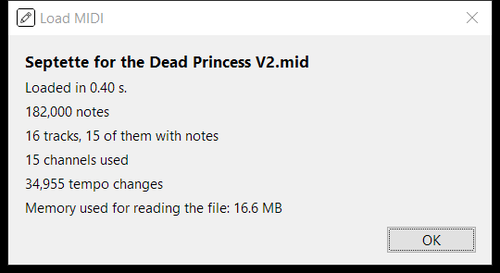 Load MIDI
Septette for the Dead Princess V2.mid
Loaded in 0.40 s.
182,000 notes
16 tracks, 15 of them with notes
15 channels used
34,955 tempo changes
Memory used for reading the file: 16.6 MB
OK